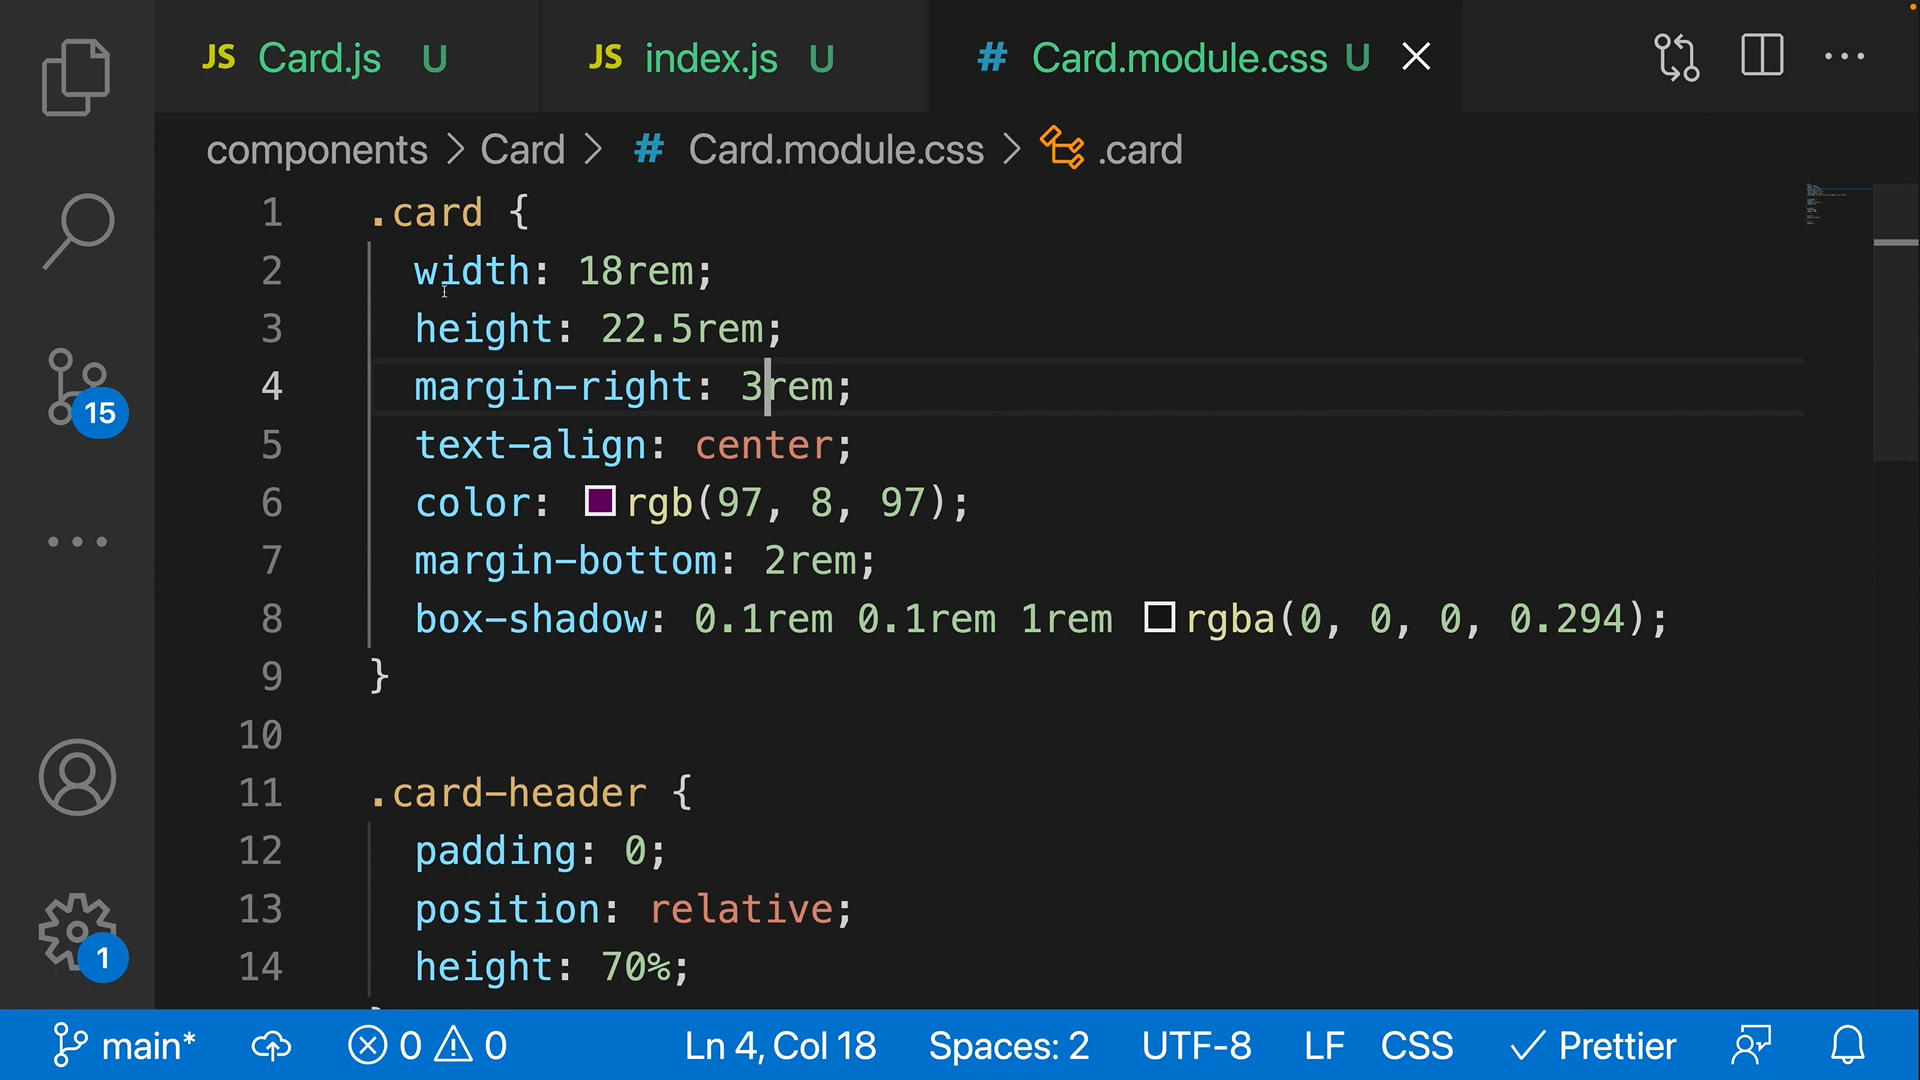 JS Card.js U JS index.js U # Card.module.css U
components > Card > # Card.module.css > .card
1 .card {
2 width: 18rem;
3 height: 22.5rem;
4 margin-right: 3rem;
5 text-align: center;
6 color: rgb(97, 8, 97);
7 margin-bottom: 2rem;
8 box-shadow: 0.1rem 0.1rem 1rem rgba(0, 0, 0, 0.294);
9 }
10
11 .card-header {
12 padding: 0;
13 position: relative;
14 height: 70%;
15
1
main* 0 0 Ln 4, Col 18 Spaces: 2 UTF-8 LF CSS Prettier